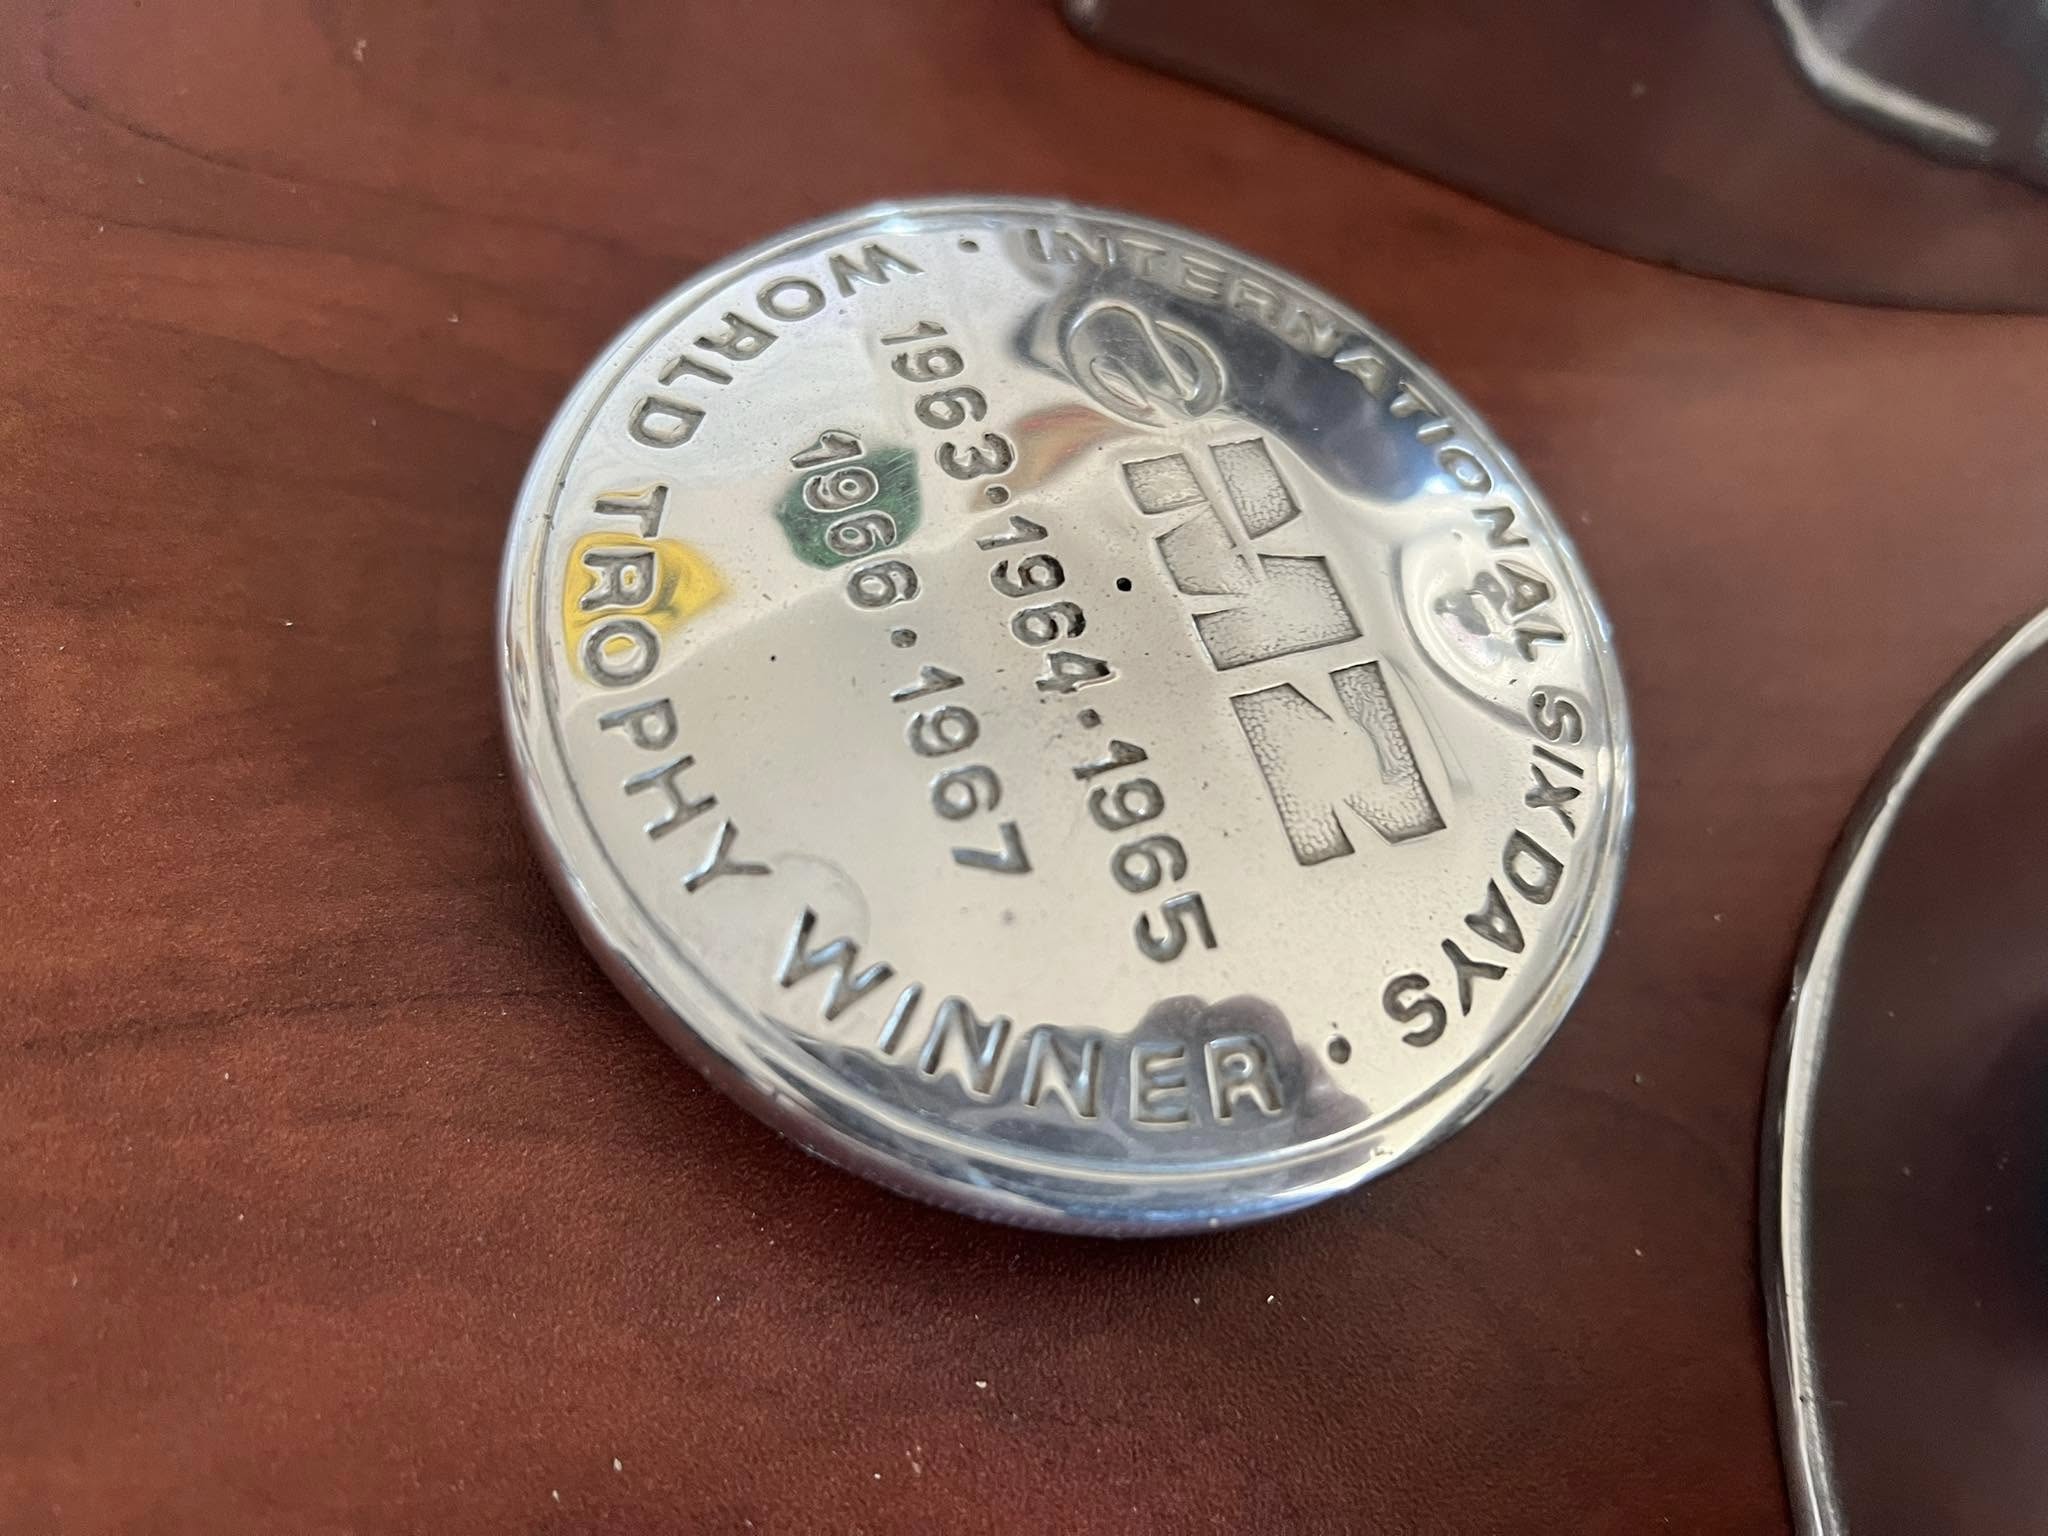 INTERNATIONAL SIX DAYS
MZ
1963·1964·1965
1966·1967
WORLD TROPHY WINNER